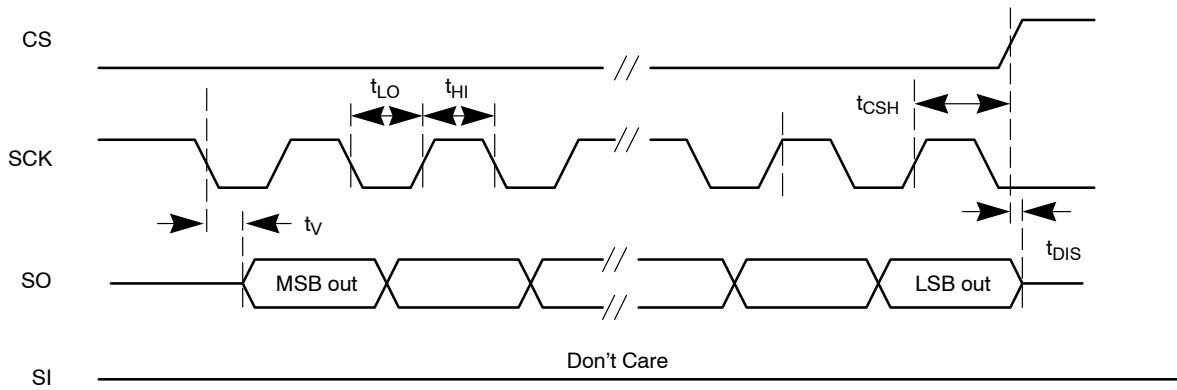 CS
tLO
tHI
tCSH
SCK
tV
tDIS
SO
MSB out
LSB out
Don't Care
SI